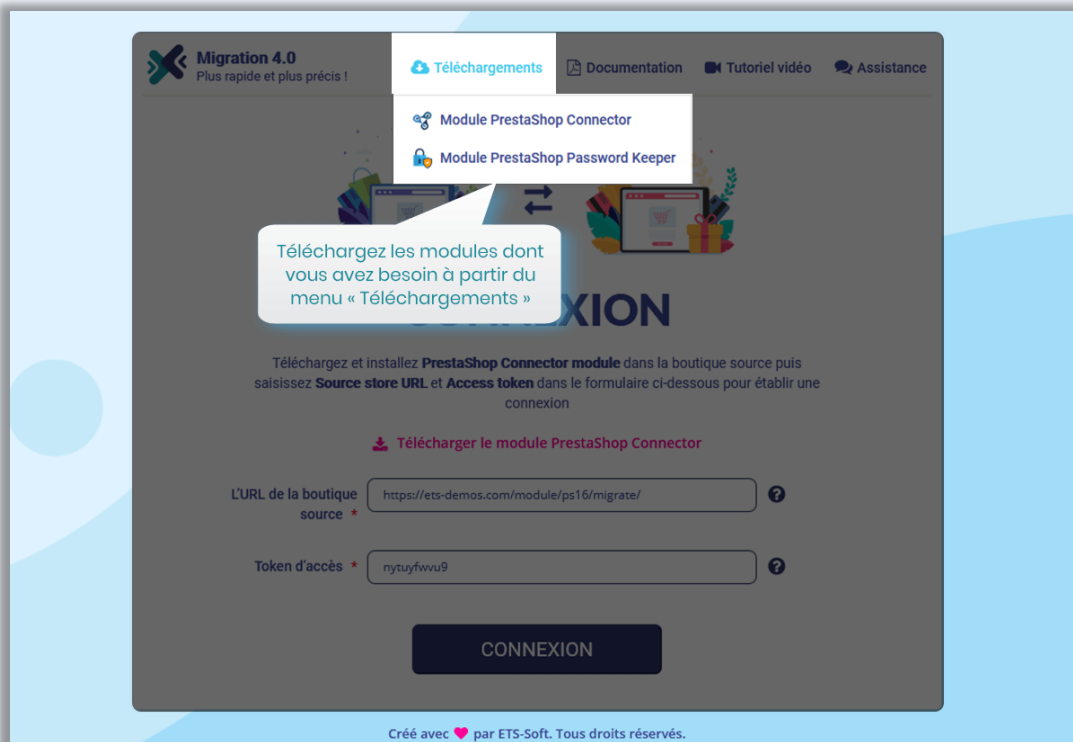 Migration 4.0
Plus rapide et plus précis !
Téléchargements
Documentation
Tutoriel vidéo
Assistance
Module PrestaShop Connector
Module PrestaShop Password Keeper
Téléchargez les modules dont
vous avez besoin à partir du
menu « Téléchargements »
XION
Téléchargez et installez PrestaShop Connector module dans la boutique source puis
saisissez Source store URL et Access token dans le formulaire ci-dessous pour établir une
connexion
Télécharger le module PrestaShop Connector
L'URL de la boutique
source *
https://ets-demos.com/module/ps16/migrate/
Token d'accès *
nytuyfwvu9
CONNEXION
Créé avec ❤ par ETS-Soft. Tous droits réservés.